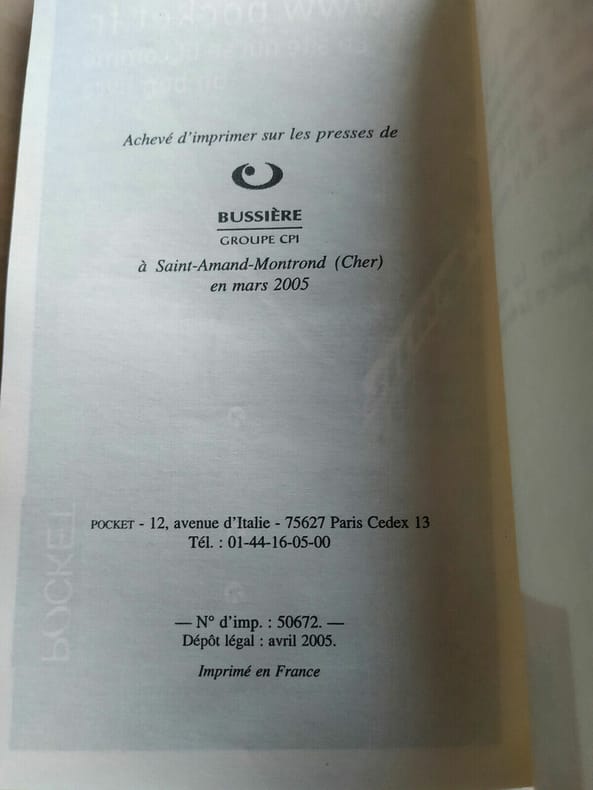 Achevé d'imprimer sur les presses de
BUSSIÈRE
GROUPE CPI
à Saint-Amand-Montrond (Cher)
en mars 2005
POCKET - 12, avenue d'Italie - 75627 Paris Cedex 13
Tél. : 01-44-16-05-00
— N° d'imp. : 50672. —
Dépôt légal : avril 2005.
Imprimé en France